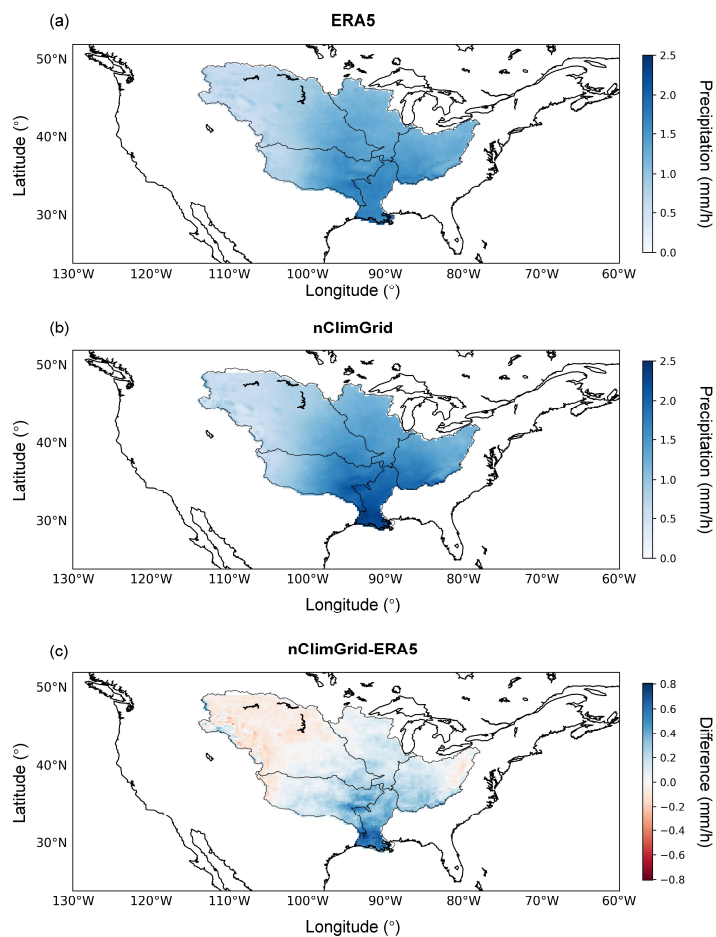 (a)
ERA5
50°N
40°N
30°N
Latitude (°)
130°W 120°W 110°W 100°W 90°W 80°W 70°W 60°W
Longitude (°)
2.5
2.0
1.5
1.0
0.5
0.0
Precipitation (mm/h)
(b)
nClimGrid
50°N
40°N
30°N
Latitude (°)
130°W 120°W 110°W 100°W 90°W 80°W 70°W 60°W
Longitude (°)
2.5
2.0
1.5
1.0
0.5
0.0
Precipitation (mm/h)
(c)
nClimGrid-ERA5
50°N
40°N
30°N
Latitude (°)
130°W 120°W 110°W 100°W 90°W 80°W 70°W 60°W
Longitude (°)
0.8
0.6
0.4
0.2
0.0
−0.2
−0.4
−0.6
−0.8
Difference (mm/h)